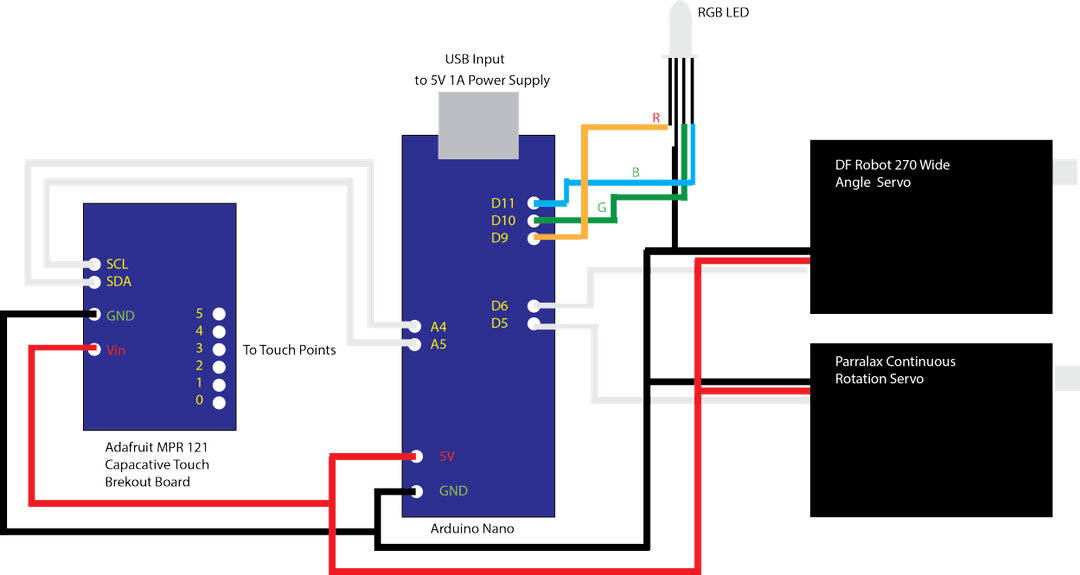 RGB LED
USB Input
to 5V 1A Power Supply
R
B
G
D11
D10
D9
D6
D5
A4
A5
5V
GND
Arduino Nano
SCL
SDA
GND
Vin
5
4
3
2
1
0
To Touch Points
Adafruit MPR 121
Capacative Touch
Brekout Board
DF Robot 270 Wide
Angle Servo
Parralax Continuous
Rotation Servo